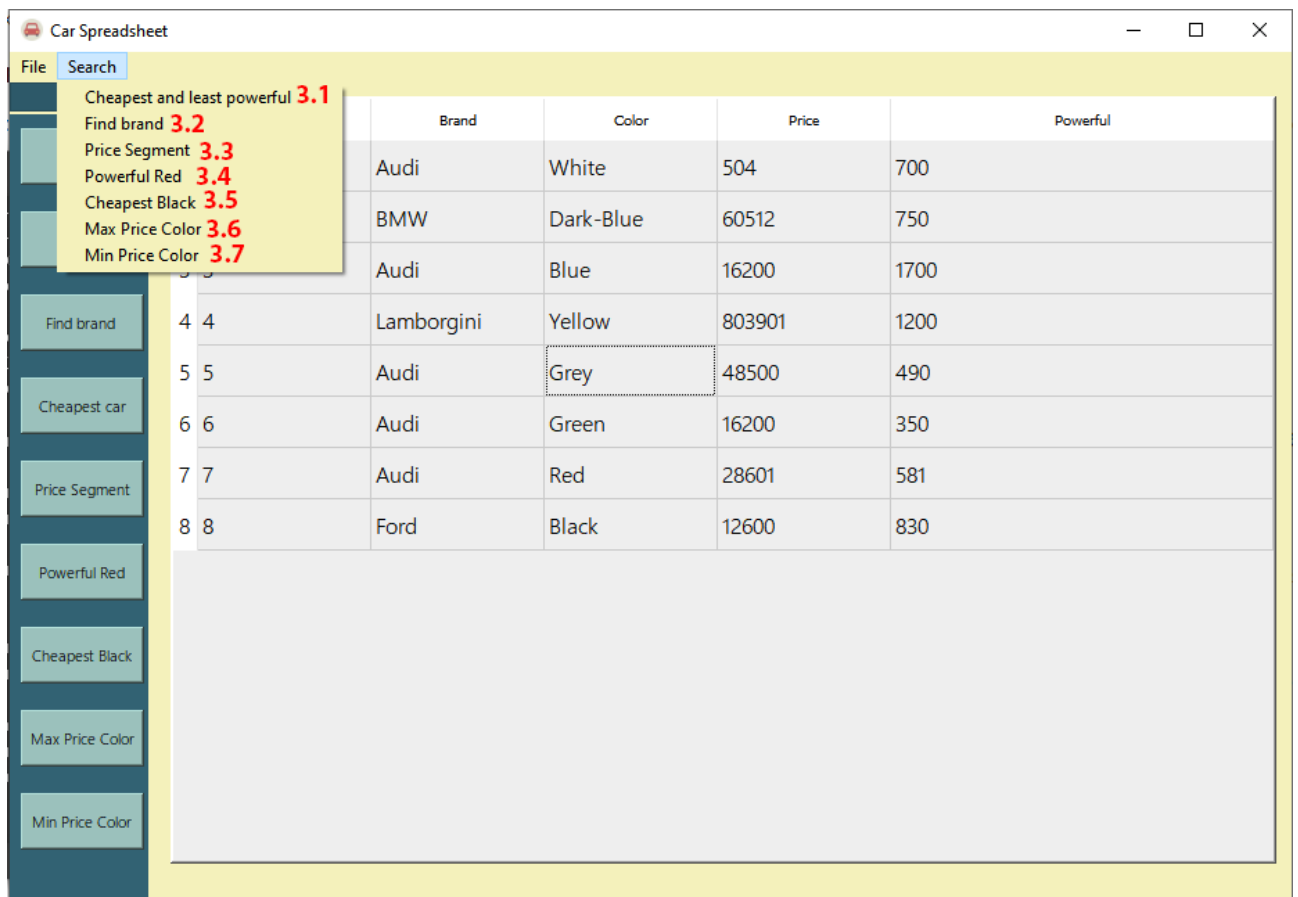 Car Spreadsheet
File Search
Cheapest and least powerful 3.1
Find brand 3.2
Price Segment 3.3
Powerful Red 3.4
Cheapest Black 3.5
Max Price Color 3.6
Min Price Color 3.7
Brand Color Price Powerful
Audi White 504 700
BMW Dark-Blue 60512 750
Audi Blue 16200 1700
4 4 Lamborgini Yellow 803901 1200
5 5 Audi Grey 48500 490
6 6 Audi Green 16200 350
7 7 Audi Red 28601 581
8 8 Ford Black 12600 830
Find brand
Cheapest car
Price Segment
Powerful Red
Cheapest Black
Max Price Color
Min Price Color